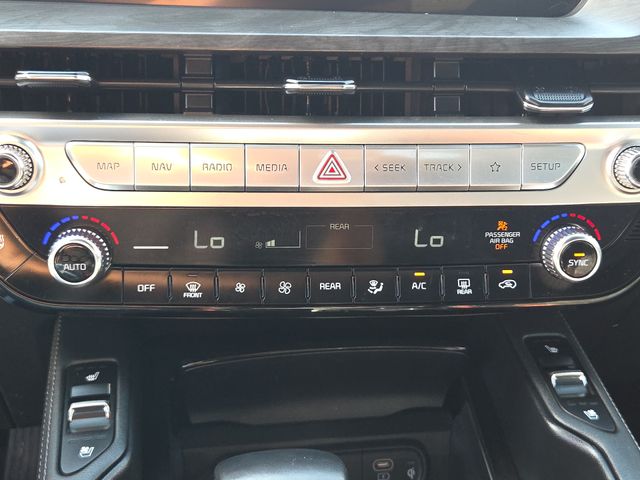 MAP NAV RADIO MEDIA < SEEK TRACK > SETUP
REAR
Lo Lo
PASSENGER
AIR BAG
OFF
AUTO SYNC
OFF FRONT REAR A/C REAR